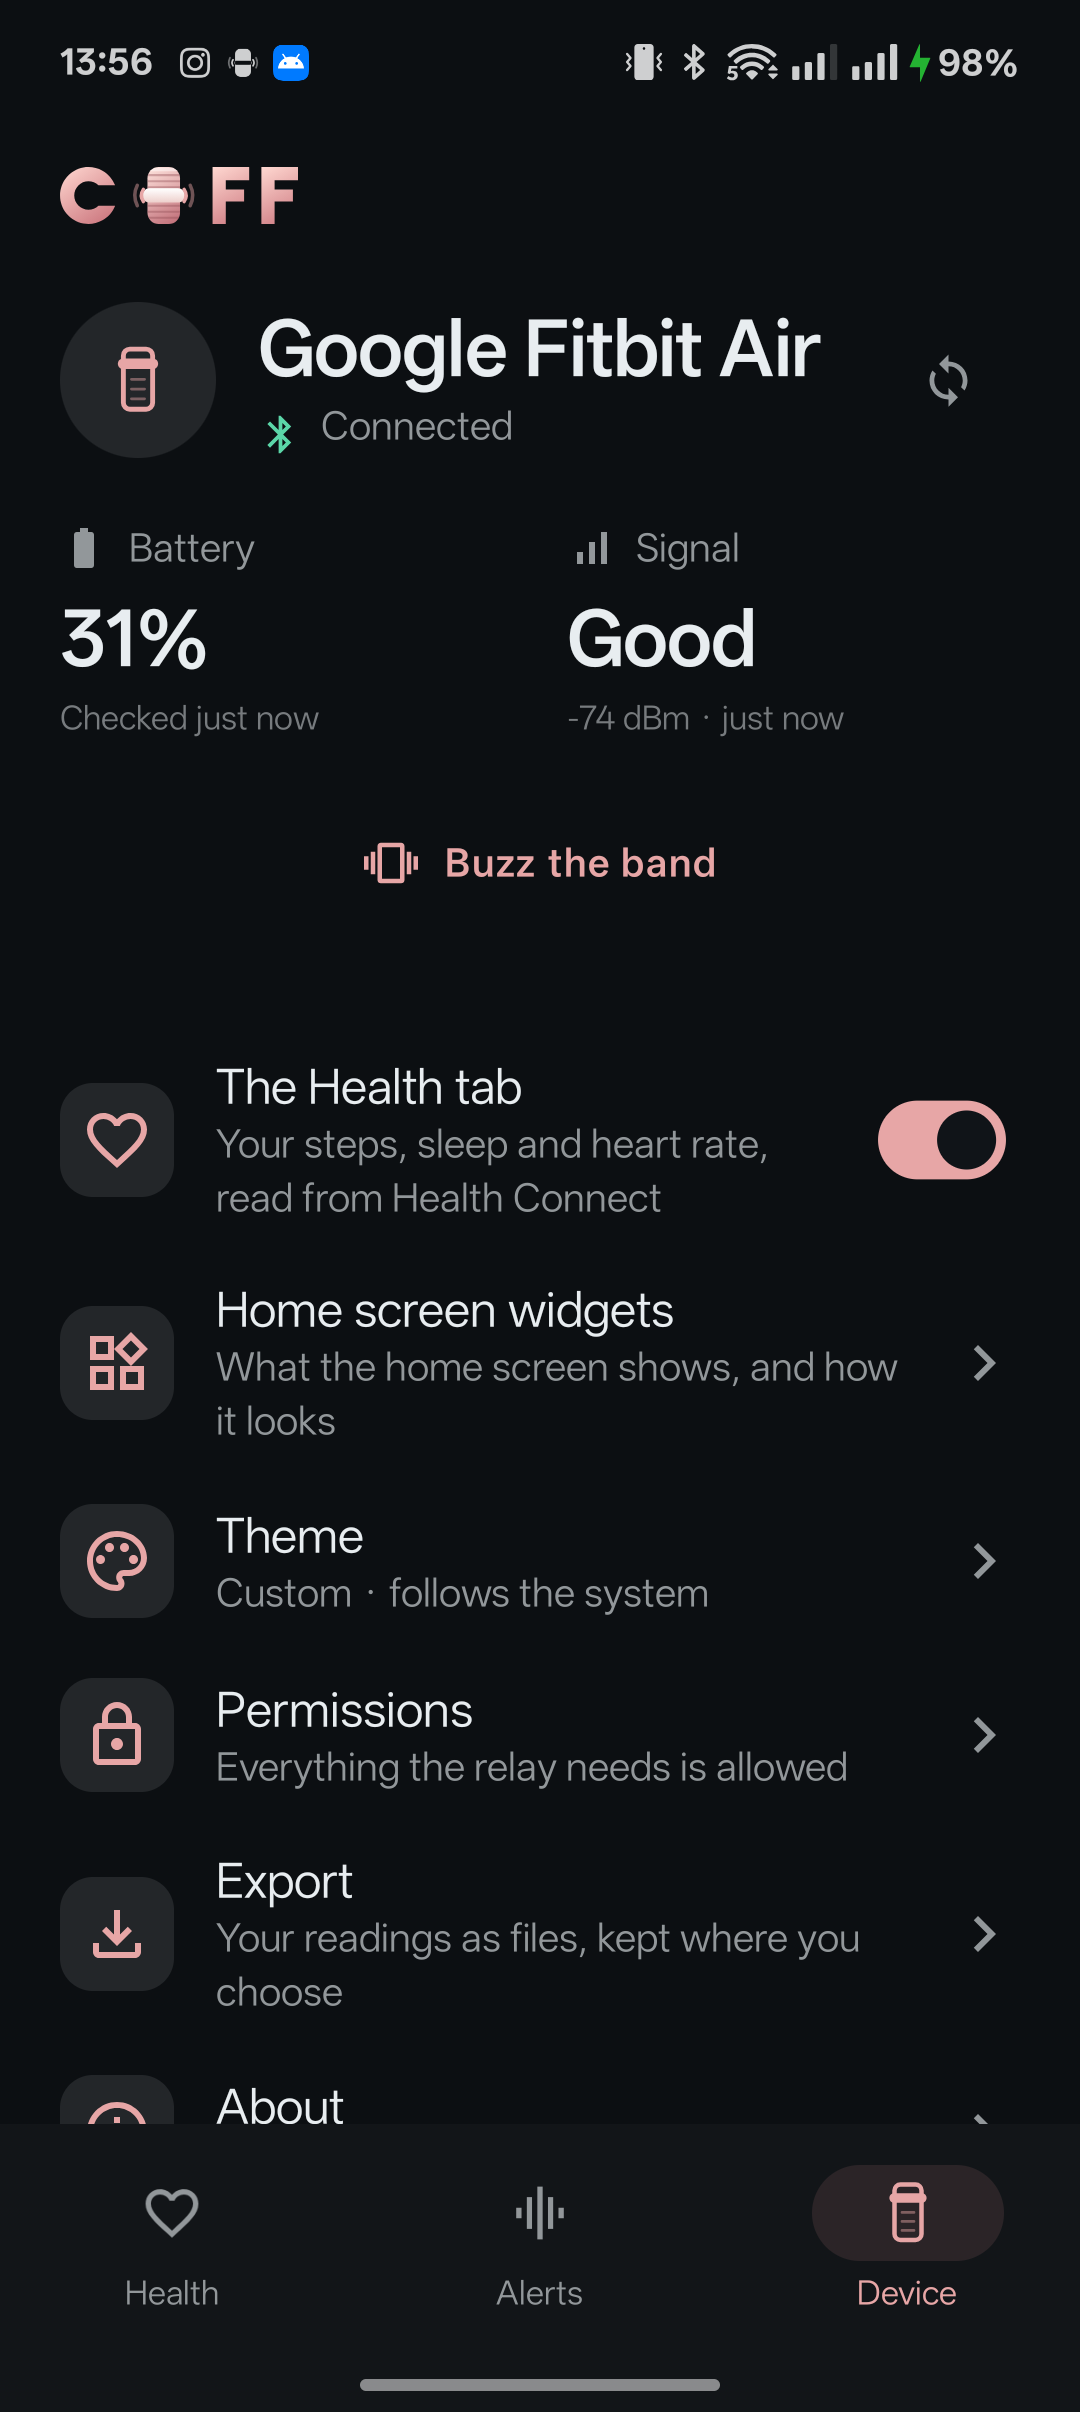 13:56
5
98%
C FF
Google Fitbit Air
Connected
Battery
Signal
31%
Good
Checked just now
-74 dBm · just now
Buzz the band
The Health tab
Your steps, sleep and heart rate,
read from Health Connect
Home screen widgets
What the home screen shows, and how
it looks
Theme
Custom · follows the system
Permissions
Everything the relay needs is allowed
Export
Your readings as files, kept where you
choose
About
Health
Alerts
Device